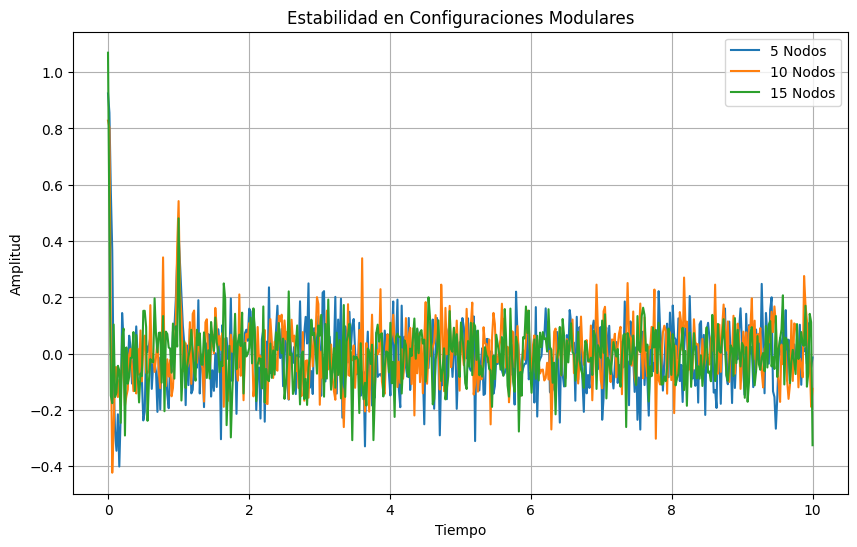 Estabilidad en Configuraciones Modulares
5 Nodos
10 Nodos
15 Nodos
Amplitud
1.0
0.8
0.6
0.4
0.2
0.0
−0.2
−0.4
0
2
4
6
8
10
Tiempo